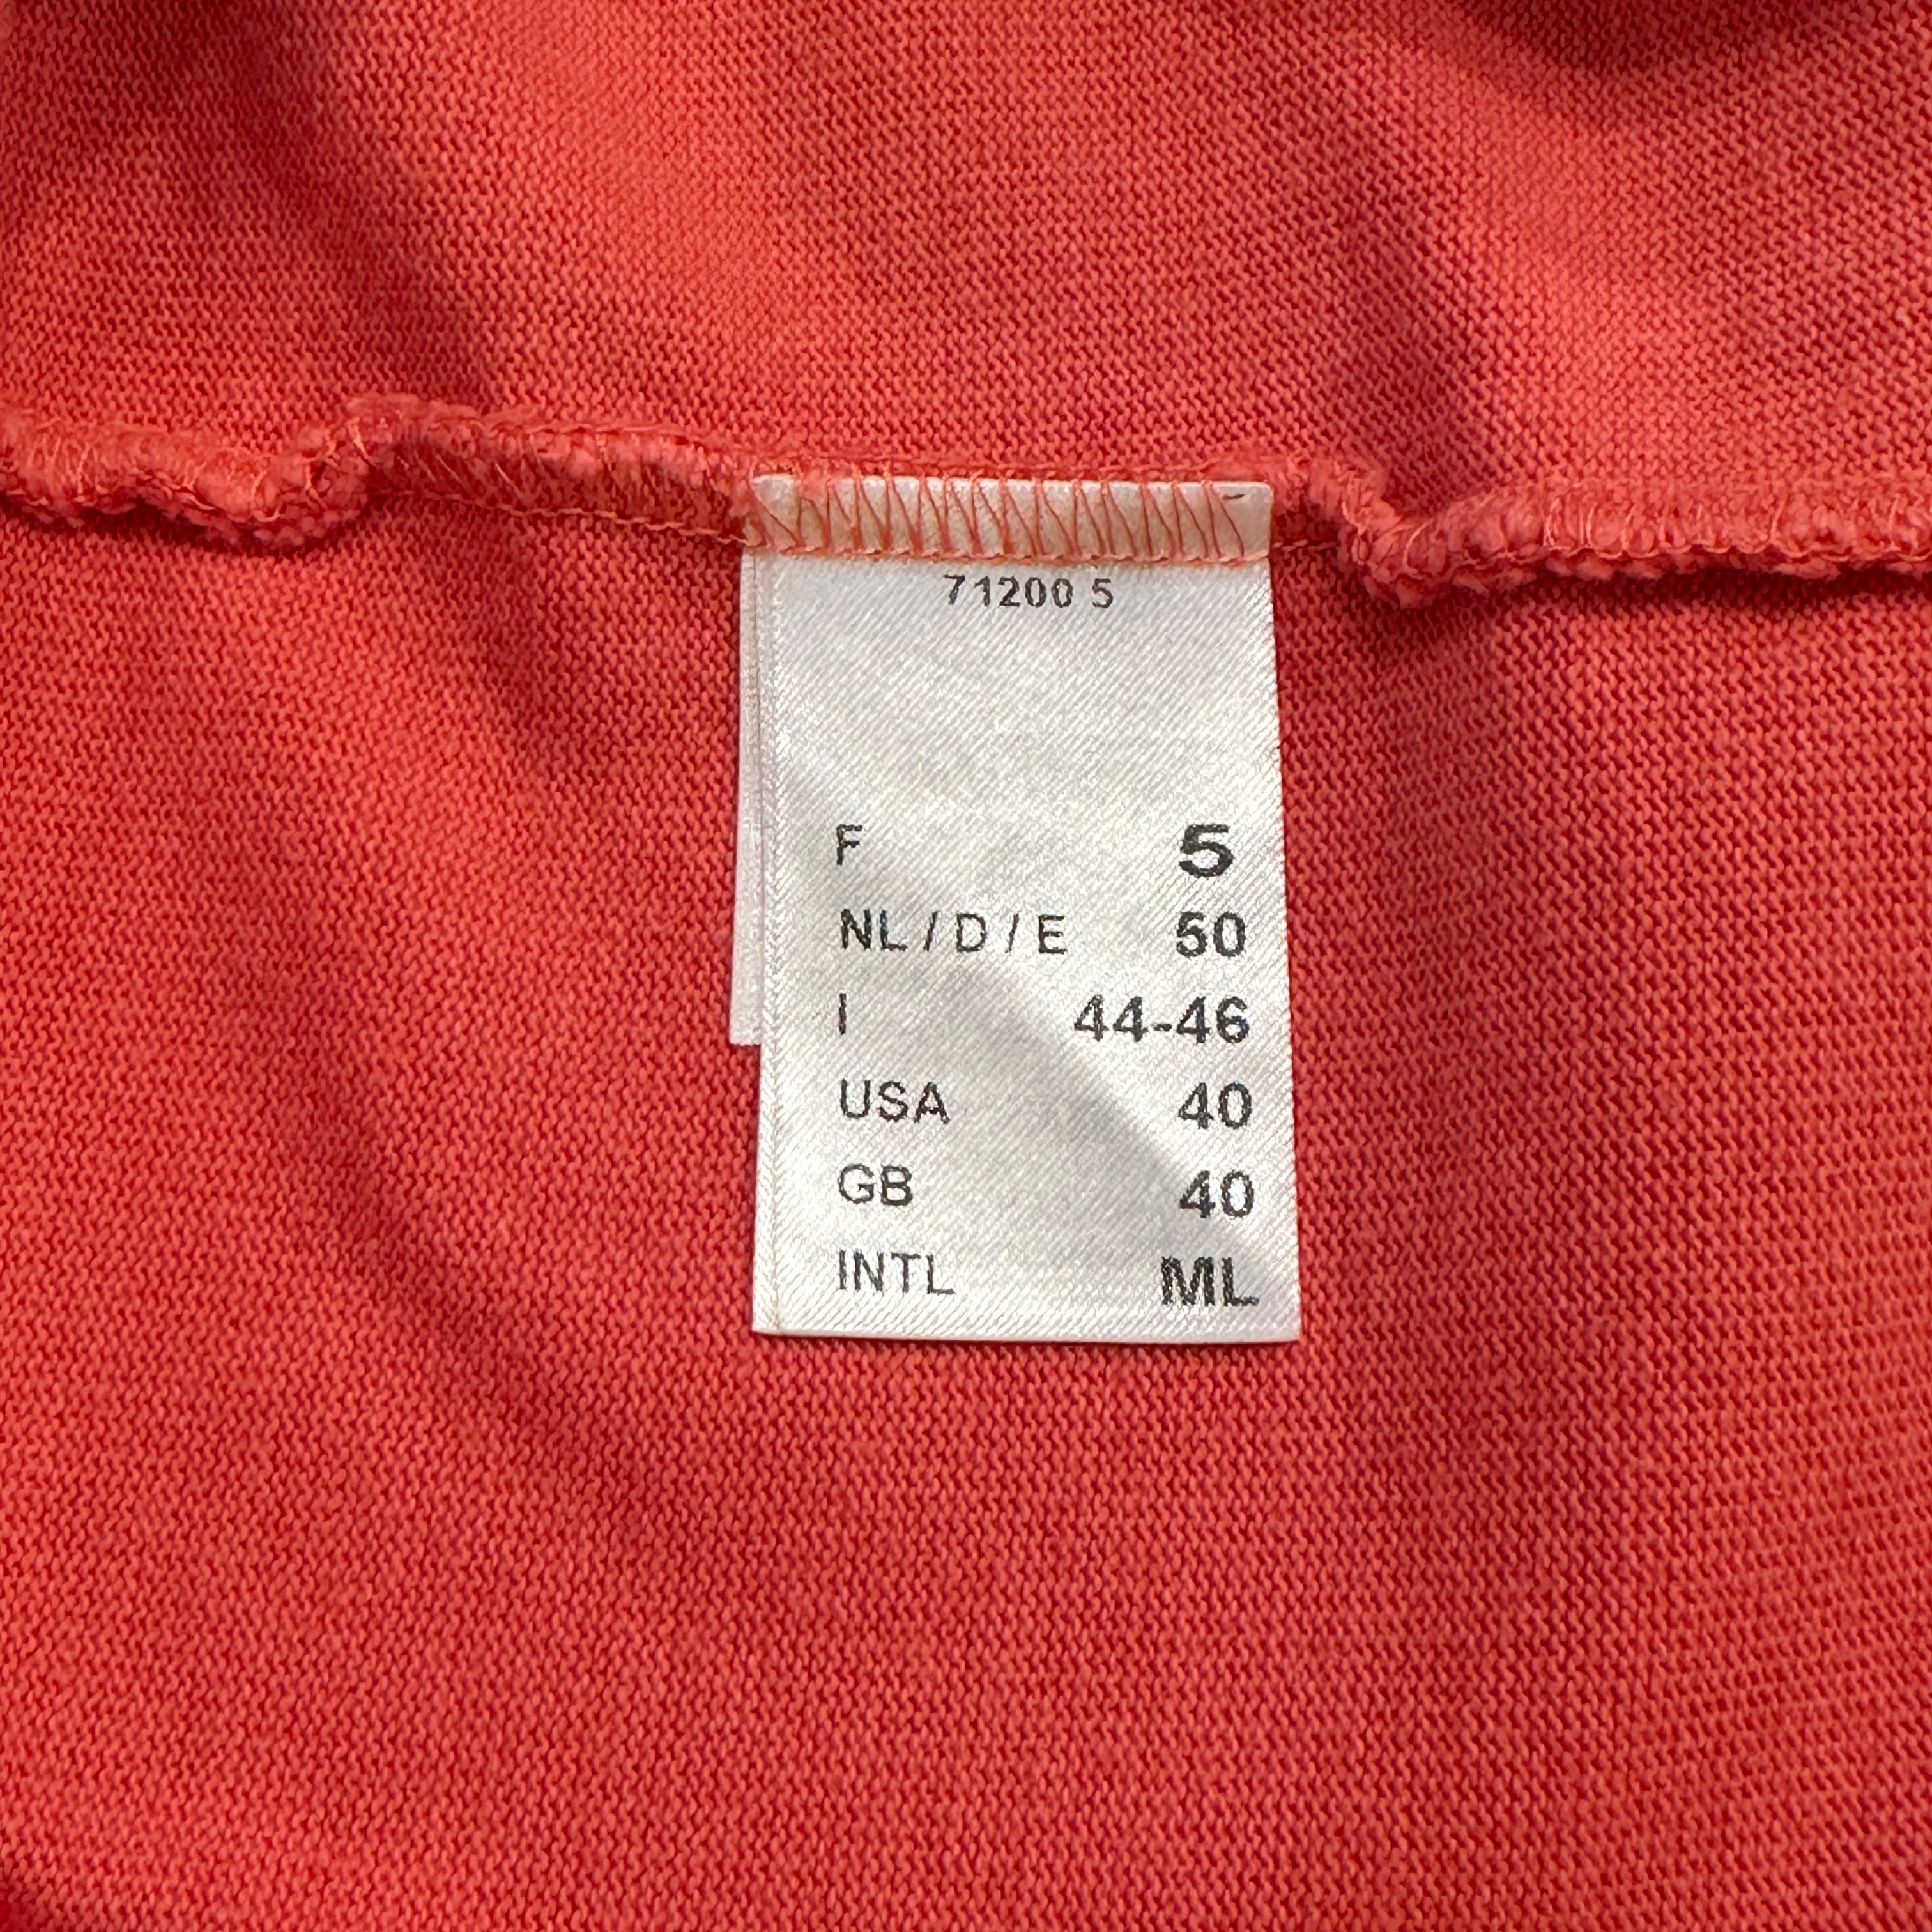 71200 5
F 5
NL / D / E 50
I 44-46
USA 40
GB 40
INTL ML